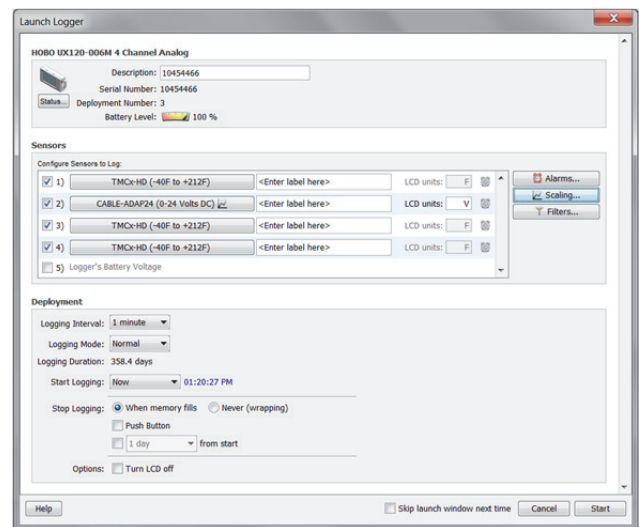 Launch Logger
HOBO UX120-006M 4 Channel Analog
Description: 10454466
Serial Number: 10454466
Status... Deployment Number: 3
Battery Level: 100 %
Sensors
Configure Sensors to Log:
1) TMCx-HD (-40F to +212F) <Enter label here> LCD units: F
2) CABLE-ADAP24 (0-24 Volts DC) <Enter label here> LCD units: V
3) TMCx-HD (-40F to +212F) <Enter label here> LCD units: F
4) TMCx-HD (-40F to +212F) <Enter label here> LCD units: F
5) Logger's Battery Voltage
Alarms...
Scaling...
Filters...
Deployment
Logging Interval: 1 minute
Logging Mode: Normal
Logging Duration: 358.4 days
Start Logging: Now 01:20:27 PM
Stop Logging: When memory fills Never (wrapping)
Push Button
1 day from start
Options: Turn LCD off
Help Skip launch window next time Cancel Start